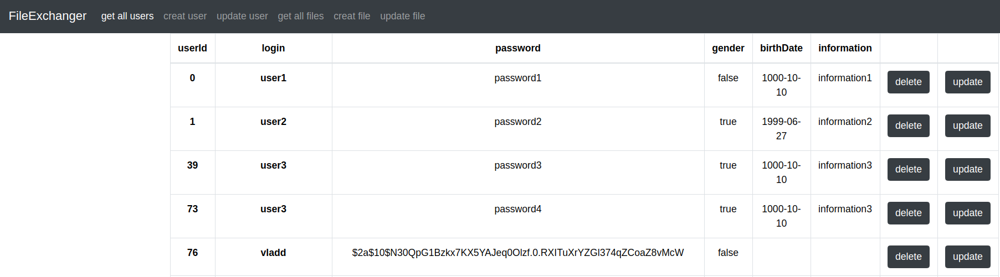 FileExchanger get all users creat user update user get all files creat file update file
userId login password gender birthDate information
0 user1 password1 false 1000-10-
10 information1 delete update
1 user2 password2 true 1999-06-
27 information2 delete update
39 user3 password3 true 1000-10-
10 information3 delete update
73 user3 password4 true 1000-10-
10 information3 delete update
76 vladd $2a$10$N30QpG1Bzkx7KX5YAJeq0Olzf.0.RXITuXrYZGl374qZCoaZ8vMcW false delete update